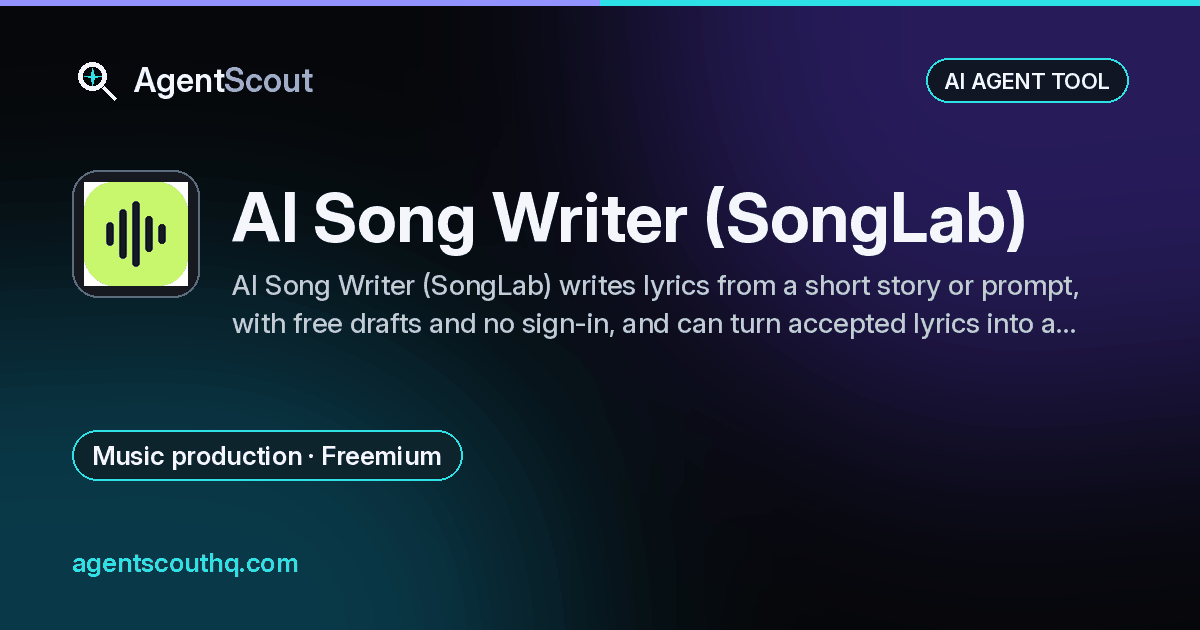 AgentScout
AI AGENT TOOL
AI Song Writer (SongLab)
AI Song Writer (SongLab) writes lyrics from a short story or prompt,
with free drafts and no sign-in, and can turn accepted lyrics into a...
Music production · Freemium
agentscouthq.com